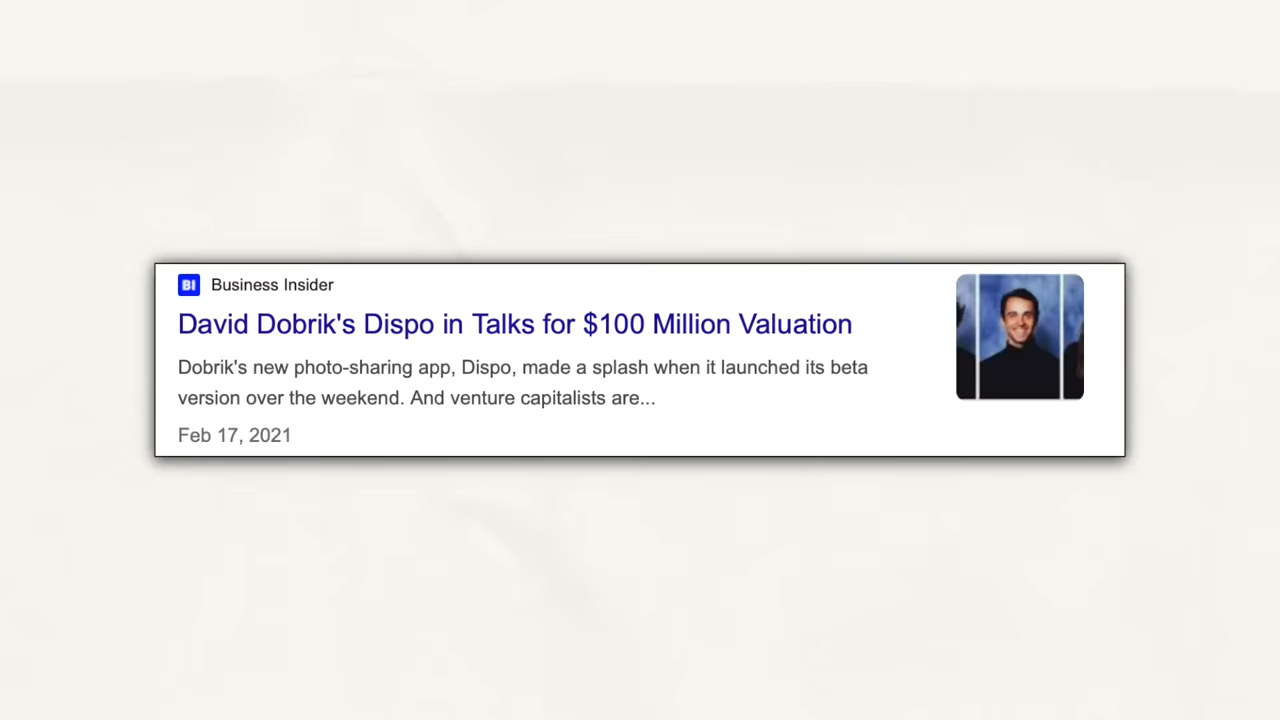 BI Business Insider
David Dobrik's Dispo in Talks for $100 Million Valuation
Dobrik's new photo-sharing app, Dispo, made a splash when it launched its beta
version over the weekend. And venture capitalists are...
Feb 17, 2021